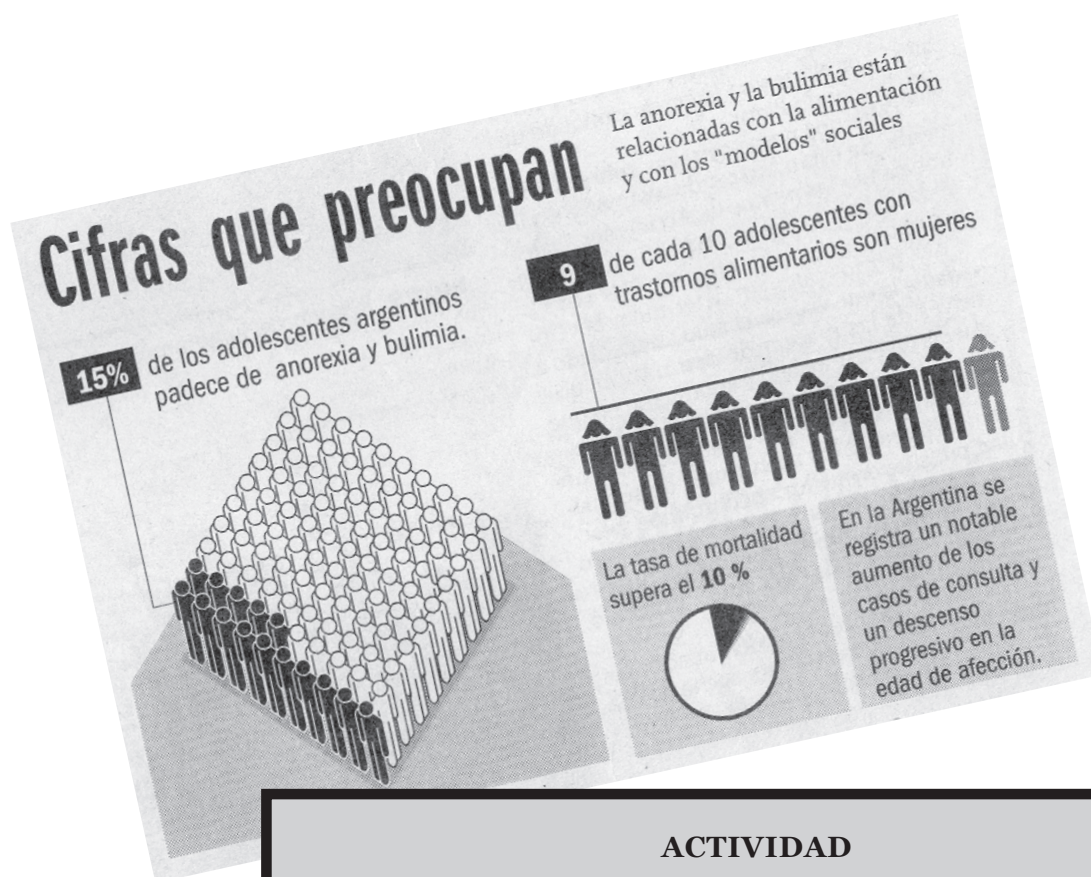 Cifras que preocupan
La anorexia y la bulimia están
relacionadas con la alimentación
y con los "modelos" sociales
15%
de los adolescentes argentinos
padece de anorexia y bulimia.
9
de cada 10 adolescentes con
trastornos alimentarios son mujeres
La tasa de mortalidad
supera el 10 %
En la Argentina se
registra un notable
aumento de los
casos de consulta y
un descenso
progresivo en la
edad de afección.
ACTIVIDAD